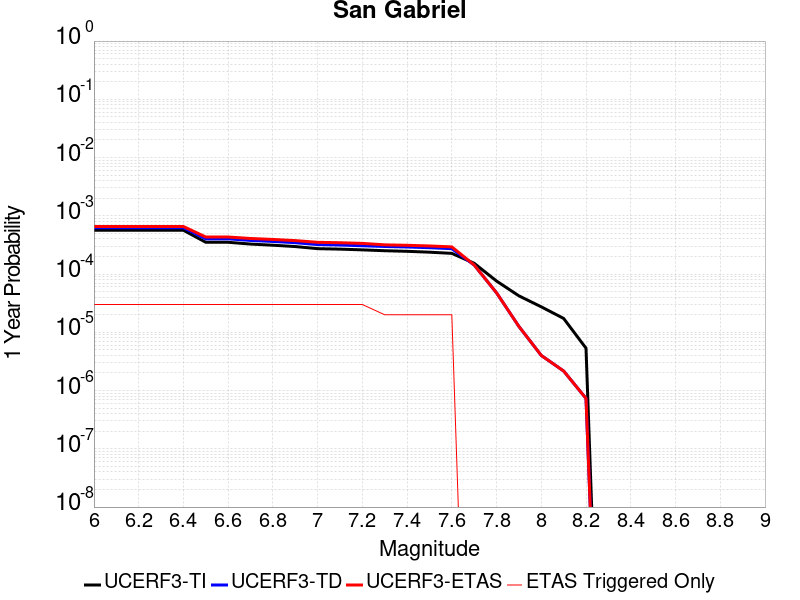 San Gabriel
10^0
10^-1
10^-2
10^-3
10^-4
10^-5
10^-6
10^-7
10^-8
1 Year Probability
6 6.2 6.4 6.6 6.8 7 7.2 7.4 7.6 7.8 8 8.2 8.4 8.6 8.8 9
Magnitude
UCERF3-TI UCERF3-TD UCERF3-ETAS ETAS Triggered Only